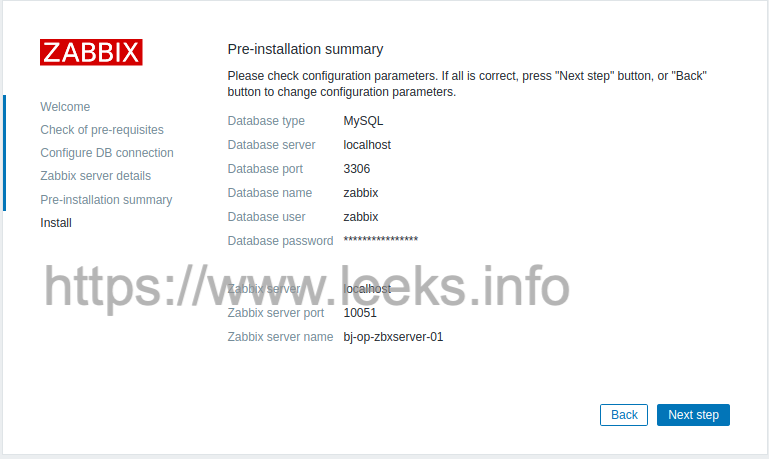 ZABBIX
Welcome
Check of pre-requisites
Configure DB connection
Zabbix server details
Pre-installation summary
Install
Pre-installation summary
Please check configuration parameters. If all is correct, press "Next step" button, or "Back"
button to change configuration parameters.
Database type MySQL
Database server localhost
Database port 3306
Database name zabbix
Database user zabbix
Database password ****************
Zabbix server localhost
Zabbix server port 10051
Zabbix server name bj-op-zbxserver-01
https://www.leeks.info
Back Next step